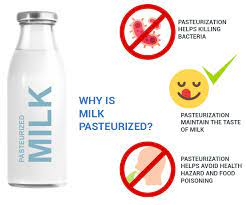 PASTEURIZED
MILK
WHY IS
MILK
PASTEURIZED?
PASTEURIZATION
HELPS KILLING
BACTERIA
PASTEURIZATION
MAINTAIN THE TASTE
OF MILK
PASTEURIZATION
HELPS AVOID HEALTH
HAZARD AND FOOD
POISONING